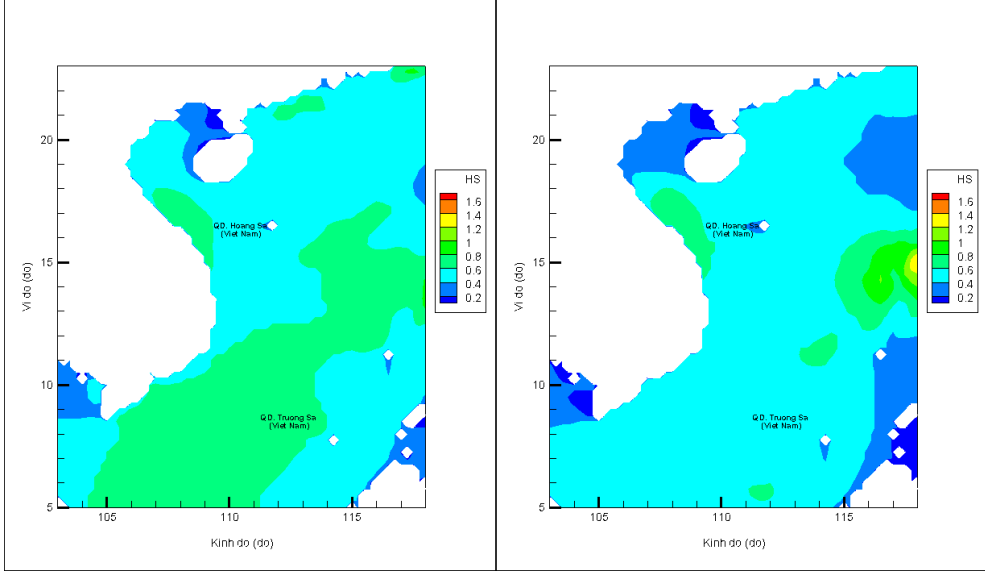 20
15
10
5
105
110
115
Vi do (do)
Kinh do (do)
QD. Hoang Sa
(Viet Nam)
QD. Truong Sa
(Viet Nam)
HS
1.6
1.4
1.2
1
0.8
0.6
0.4
0.2
20
15
10
5
105
110
115
Vi do (do)
Kinh do (do)
QD. Hoang Sa
(Viet Nam)
QD. Truong Sa
(Viet Nam)
HS
1.6
1.4
1.2
1
0.8
0.6
0.4
0.2